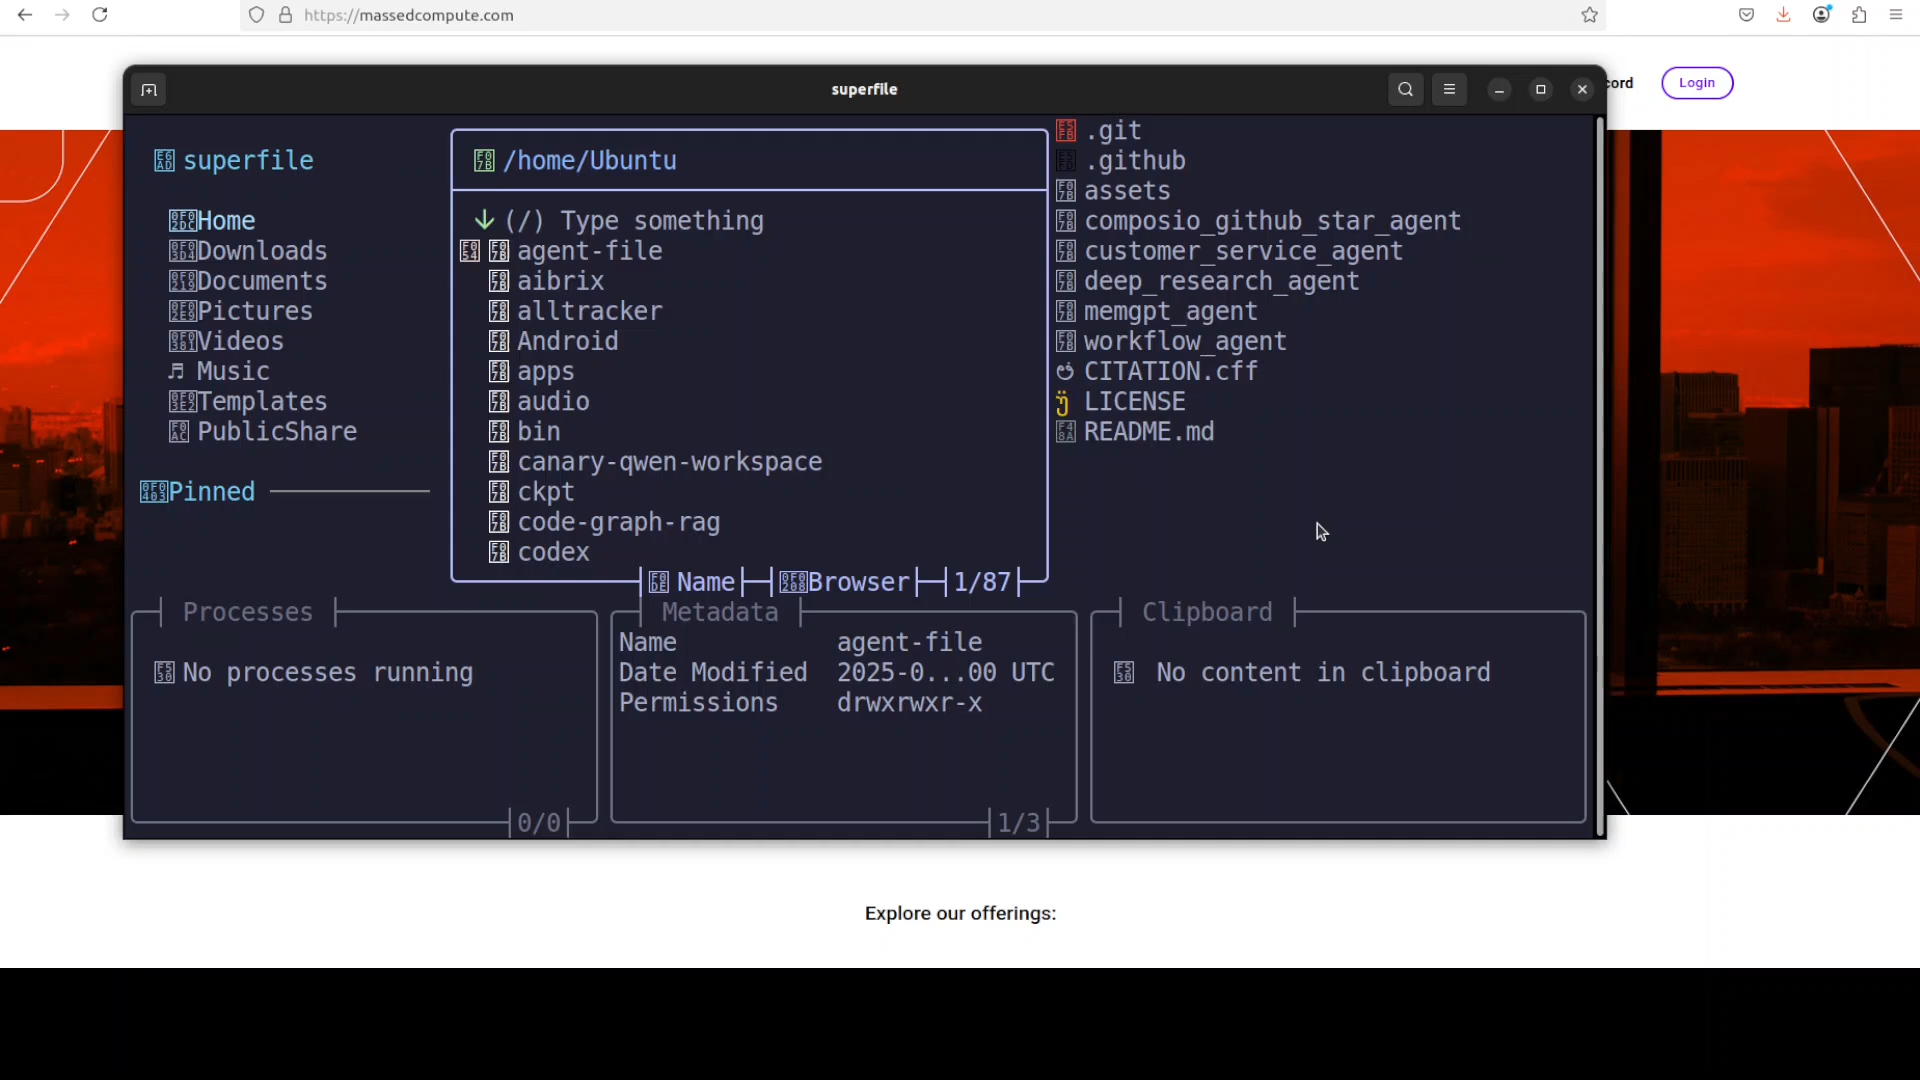 https://massedcompute.com
superfile
cord
Login
superfile
Home
Downloads
Documents
Pictures
Videos
Music
Templates
PublicShare
Pinned
/home/Ubuntu
(/) Type something
agent-file
aibrix
alltracker
Android
apps
audio
bin
canary-qwen-workspace
ckpt
code-graph-rag
codex
Name
Browser
1/87
.git
.github
assets
composio_github_star_agent
customer_service_agent
deep_research_agent
memgpt_agent
workflow_agent
CITATION.cff
LICENSE
README.md
Processes
No processes running
0/0
Metadata
Name agent-file
Date Modified 2025-0...00 UTC
Permissions drwxrwxr-x
1/3
Clipboard
No content in clipboard
Explore our offerings: